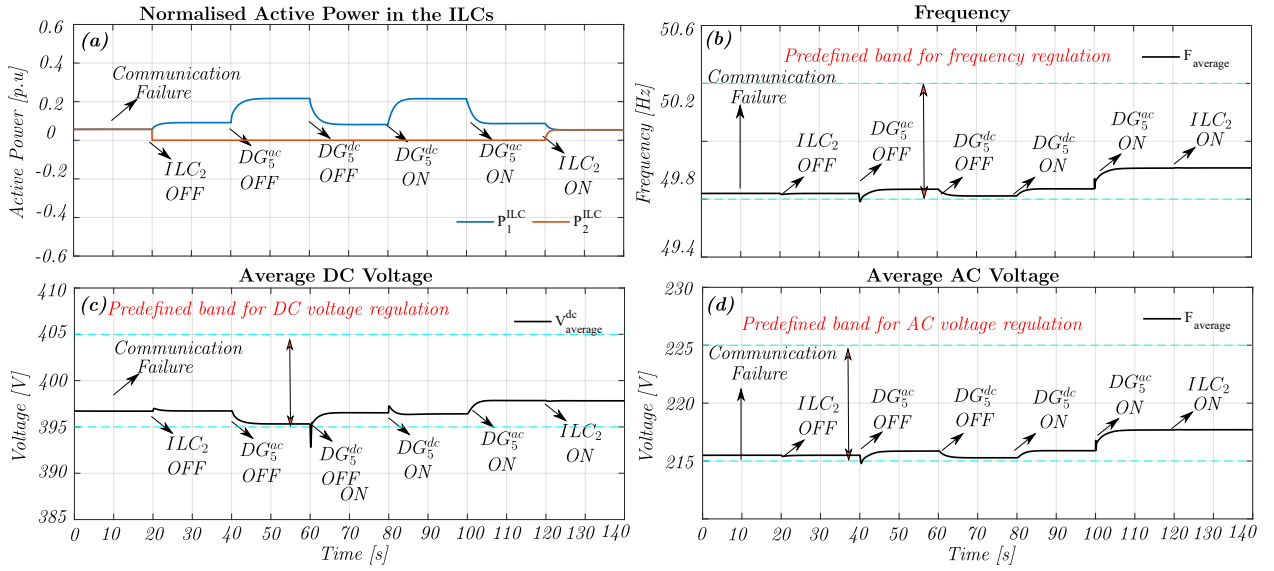 Normalised Active Power in the ILCs
(a)
0.6
0.4
0.2
0
-0.2
-0.4
-0.6
Active Power [p.u]
Communication
Failure
ILC₂
OFF
DG₅ᵃᶜ
OFF
DG₅ᵈᶜ
OFF
DG₅ᵈᶜ
ON
DG₅ᵃᶜ
ON
ILC₂
ON
P₁ᴵᴸᶜ P₂ᴵᴸᶜ
Frequency
(b)
50.6
50.2
49.8
49.4
Frequency [Hz]
Predefined band for frequency regulation
F average
Communication
Failure
ILC₂
OFF
DG₅ᵃᶜ
OFF
DG₅ᵈᶜ
OFF
DG₅ᵈᶜ
ON
DG₅ᵃᶜ
ON
ILC₂
ON
Average DC Voltage
(c)
410
405
400
395
390
385
Voltage [V]
Predefined band for DC voltage regulation
Vᵈᶜ average
Communication
Failure
ILC₂
OFF
DG₅ᵃᶜ
OFF
DG₅ᵈᶜ
OFF
ON
DG₅ᵈᶜ
ON
DG₅ᵃᶜ
ON
ILC₂
ON
0 10 20 30 40 50 60 70 80 90 100 110 120 130 140
Time [s]
Average AC Voltage
(d)
230
225
220
215
Voltage [V]
Predefined band for AC voltage regulation
F average
Communication
Failure
ILC₂
OFF
DG₅ᵃᶜ
OFF
DG₅ᵈᶜ
OFF
DG₅ᵈᶜ
ON
DG₅ᵃᶜ
ON
ILC₂
ON
0 10 20 30 40 50 60 70 80 90 100 110 120 130 140
Time [s]